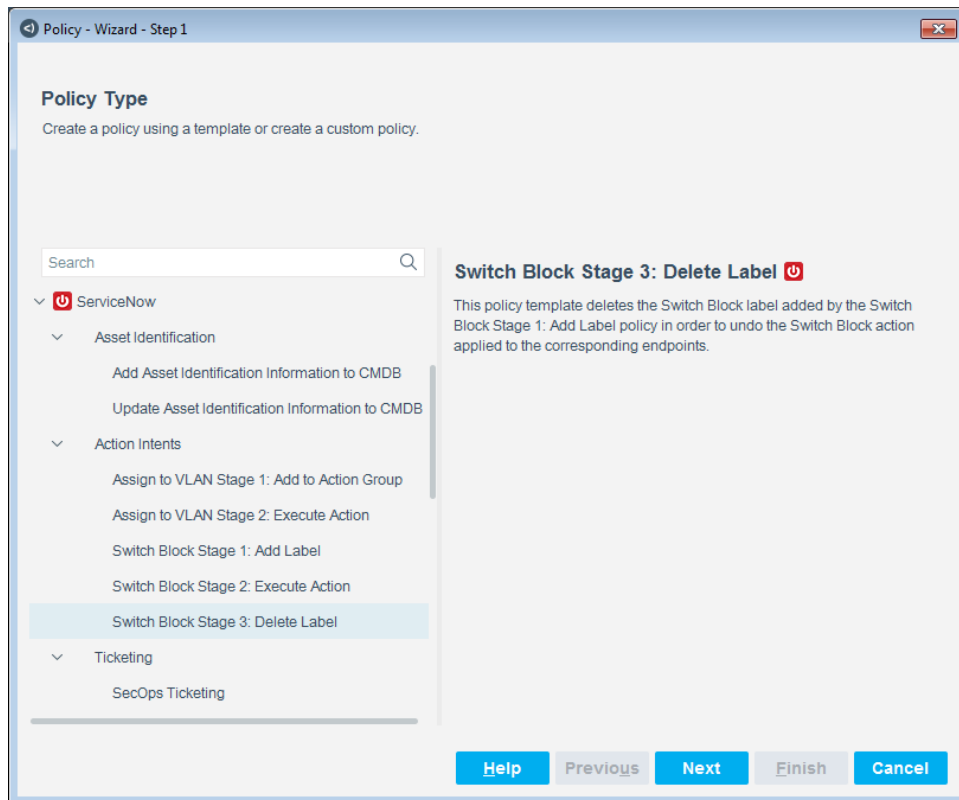 Policy - Wizard - Step 1
Policy Type
Create a policy using a template or create a custom policy.
Search
ServiceNow
Asset Identification
Add Asset Identification Information to CMDB
Update Asset Identification Information to CMDB
Action Intents
Assign to VLAN Stage 1: Add to Action Group
Assign to VLAN Stage 2: Execute Action
Switch Block Stage 1: Add Label
Switch Block Stage 2: Execute Action
Switch Block Stage 3: Delete Label
Ticketing
SecOps Ticketing
Switch Block Stage 3: Delete Label
This policy template deletes the Switch Block label added by the Switch
Block Stage 1: Add Label policy in order to undo the Switch Block action
applied to the corresponding endpoints.
Help Previous Next Finish Cancel